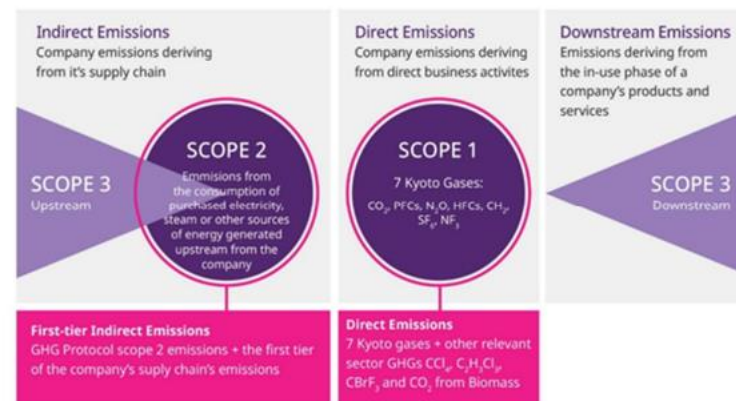 Indirect Emissions
Company emissions deriving
from it's supply chain
SCOPE 3
Upstream
SCOPE 2
Emmisions from
the consumption of
purchased electricity,
steam or other sources
of energy generated
upstream from the
company
First-tier Indirect Emissions
GHG Protocol scope 2 emissions + the first tier
of the company's suply chain's emissions
Direct Emissions
Company emissions deriving
from direct business activites
SCOPE 1
7 Kyoto Gases:
CO₂, PFCs, N₂O, HFCs, CH₂,
SF₆, NF₃
Direct Emissions
7 Kyoto gases + other relevant
sector GHGs CCl₄, C₂H₃Cl₃,
CBrF₃ and CO₂ from Biomass
Downstream Emissions
Emissions deriving from
the in-use phase of a
company's products and
services
SCOPE 3
Downstream